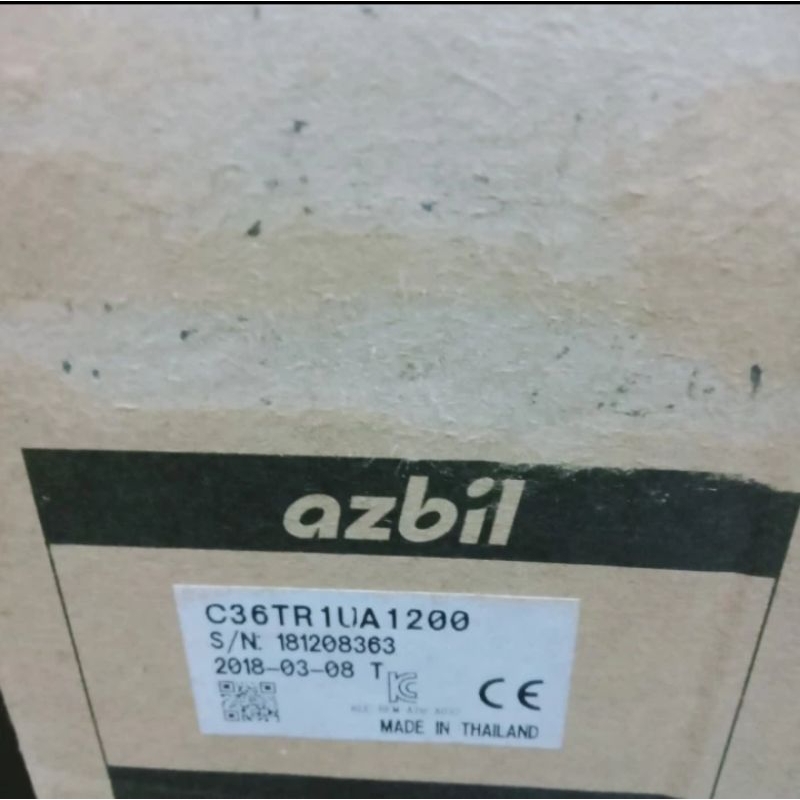 azbil
C36TR1UA1200
S/N: 181208363
2018-03-08 T
CE
MADE IN THAILAND